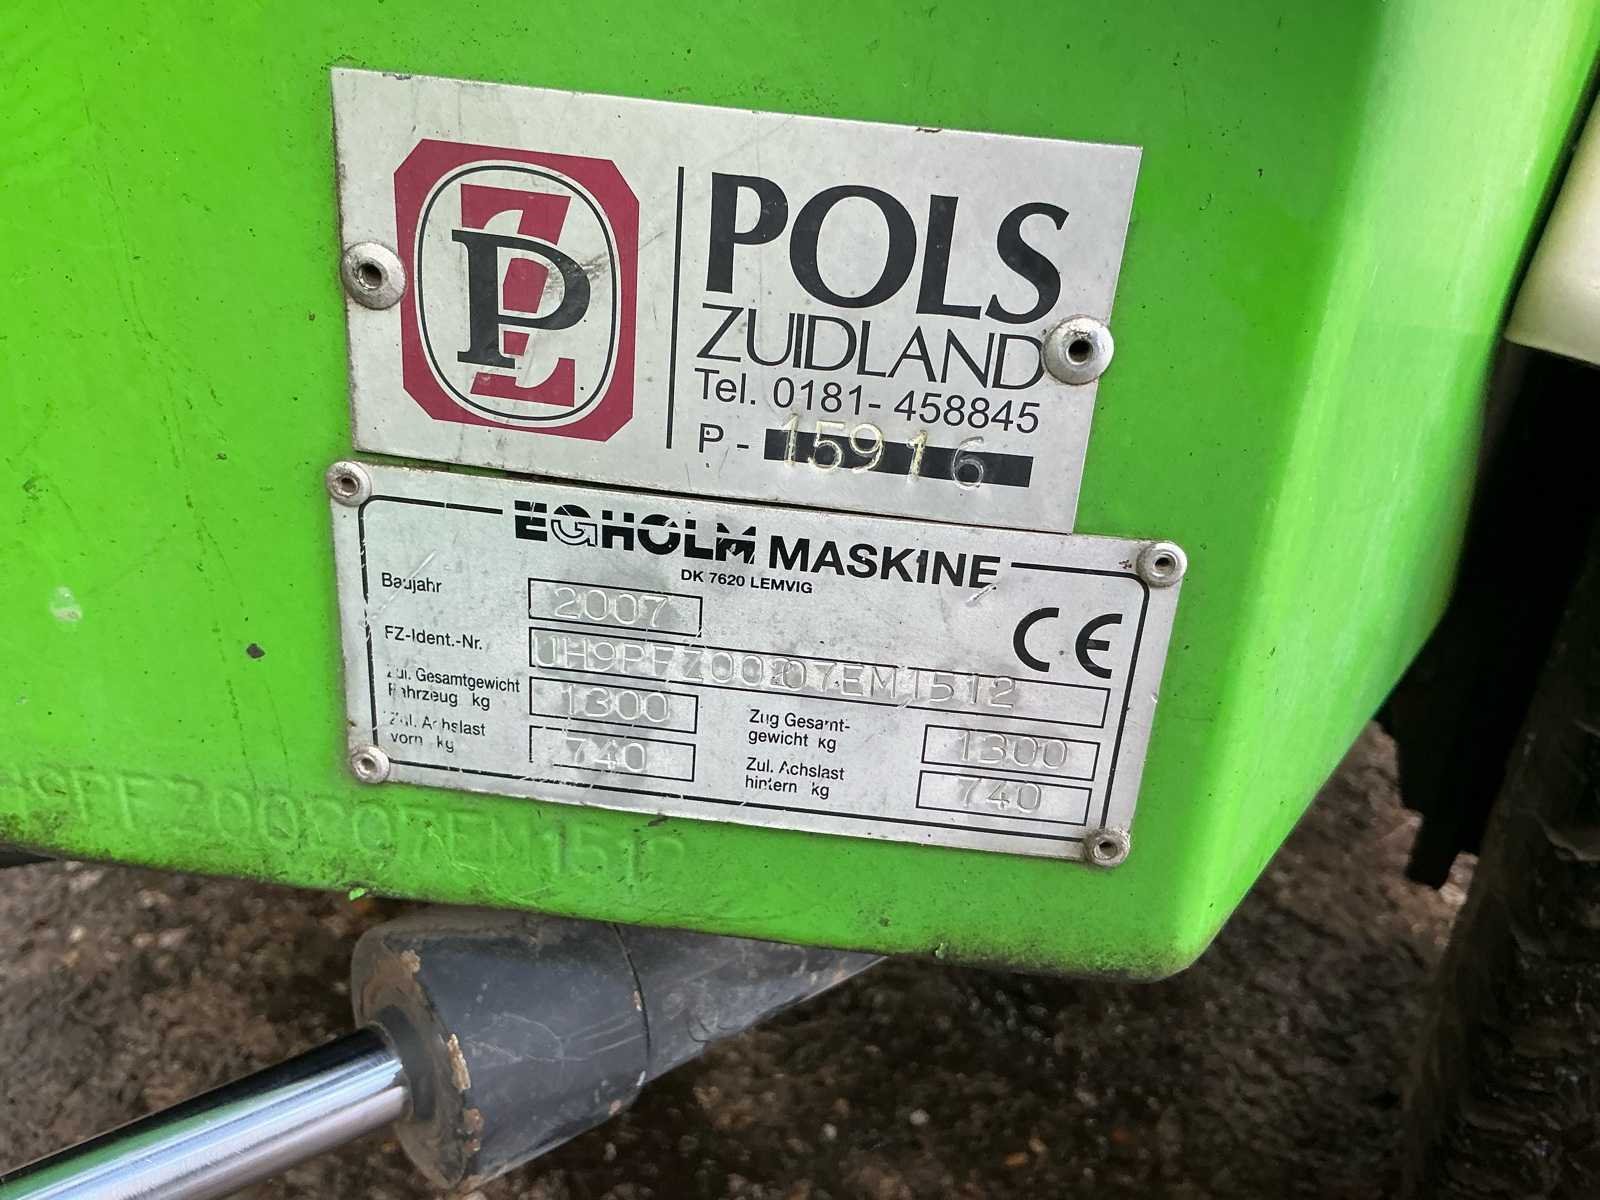 PZ
POLS
ZUIDLAND
Tel. 0181- 458845
P - 15916
EGHOLM MASKINE
DK 7620 LEMVIG
Baujahr 2007
CE
FZ-Ident.-Nr. UH9PFZ00207EM1512
Zul. Gesamtgewicht Fahrzeug kg 1300
Zug Gesamt-gewicht kg 1300
Zul. Achslast vorn kg 740
Zul. Achslast hintern kg 740
H9PFZ00207EM1512